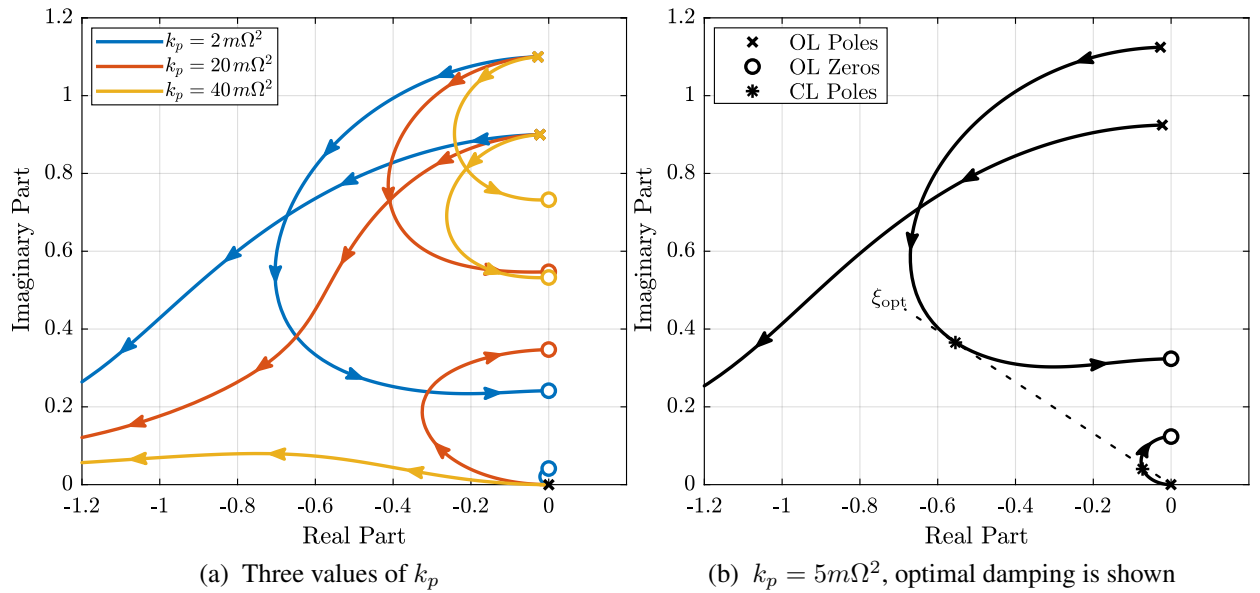 1.2
1
0.8
0.6
0.4
0.2
0
-1.2 -1 -0.8 -0.6 -0.4 -0.2 0
Real Part
Imaginary Part
k_p = 2 mΩ²
k_p = 20 mΩ²
k_p = 40 mΩ²
(a) Three values of k_p
1.2
1
0.8
0.6
0.4
0.2
0
-1.2 -1 -0.8 -0.6 -0.4 -0.2 0
Real Part
Imaginary Part
OL Poles
OL Zeros
CL Poles
ξ_opt
(b) k_p = 5mΩ², optimal damping is shown